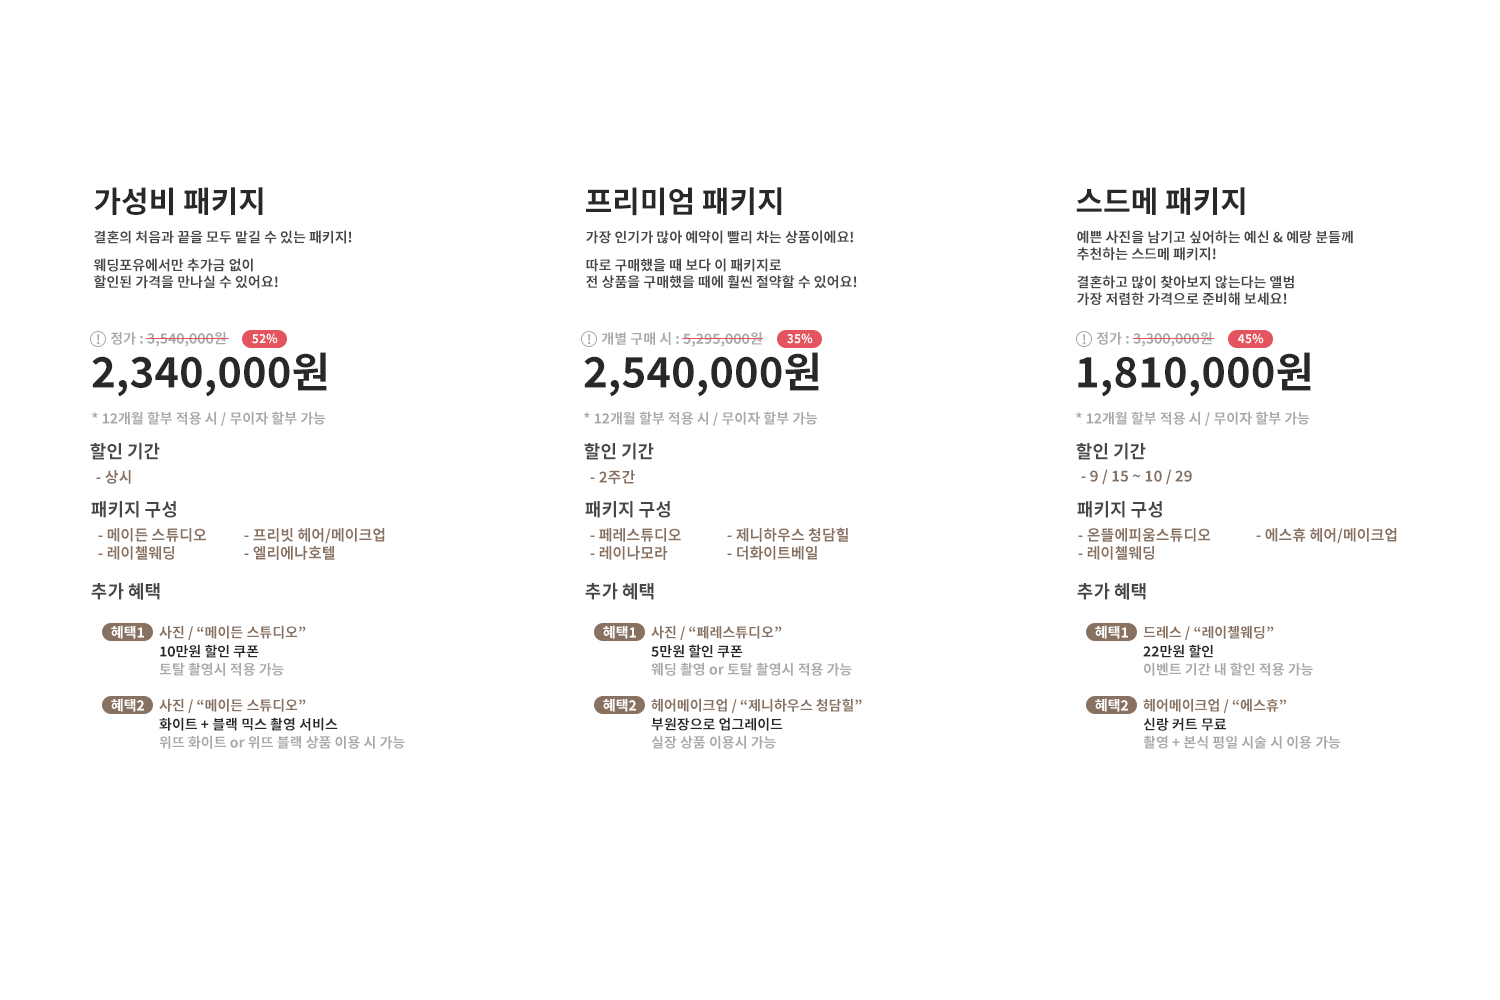 가성비 패키지
결혼의 처음과 끝을 모두 맡길 수 있는 패키지!
웨딩포유에서만 추가금 없이
할인된 가격을 만나실 수 있어요!
! 정가 : 3,540,000원 52%
2,340,000원
* 12개월 할부 적용 시 / 무이자 할부 가능
할인 기간
- 상시
패키지 구성
- 메이든 스튜디오 - 프리빗 헤어/메이크업
- 레이첼웨딩 - 엘리에나호텔
추가 혜택
혜택1 사진 / “메이든 스튜디오”
10만원 할인 쿠폰
토탈 촬영시 적용 가능
혜택2 사진 / “메이든 스튜디오”
화이트 + 블랙 믹스 촬영 서비스
위뜨 화이트 or 위뜨 블랙 상품 이용 시 가능
프리미엄 패키지
가장 인기가 많아 예약이 빨리 차는 상품이에요!
따로 구매했을 때 보다 이 패키지로
전 상품을 구매했을 때에 훨씬 절약할 수 있어요!
! 개별 구매 시 : 5,295,000원 35%
2,540,000원
* 12개월 할부 적용 시 / 무이자 할부 가능
할인 기간
- 2주간
패키지 구성
- 페레스튜디오 - 제니하우스 청담힐
- 레이나모라 - 더화이트베일
추가 혜택
혜택1 사진 / “페레스튜디오”
5만원 할인 쿠폰
웨딩 촬영 or 토탈 촬영시 적용 가능
혜택2 헤어메이크업 / “제니하우스 청담힐”
부원장으로 업그레이드
실장 상품 이용시 가능
스드메 패키지
예쁜 사진을 남기고 싶어하는 예신 & 예랑 분들께
추천하는 스드메 패키지!
결혼하고 많이 찾아보지 않는다는 앨범
가장 저렴한 가격으로 준비해 보세요!
! 정가 : 3,300,000원 45%
1,810,000원
* 12개월 할부 적용 시 / 무이자 할부 가능
할인 기간
- 9 / 15 ~ 10 / 29
패키지 구성
- 온뜰에피움스튜디오 - 에스휴 헤어/메이크업
- 레이첼웨딩
추가 혜택
혜택1 드레스 / “레이첼웨딩”
22만원 할인
이벤트 기간 내 할인 적용 가능
혜택2 헤어메이크업 / “에스휴”
신랑 커트 무료
촬영 + 본식 평일 시술 시 이용 가능